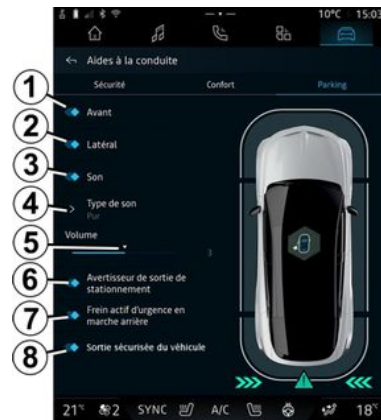 10°C 15:03
Aides à la conduite
Sécurité Confort Parking
1 Avant
2 Latéral
3 Son
4 Type de son
Pur
Volume
5
3
6 Avertisseur de sortie de
stationnement
7 Frein actif d'urgence en
marche arrière
8 Sortie sécurisée du véhicule
21°C 2 SYNC A/C 18°C